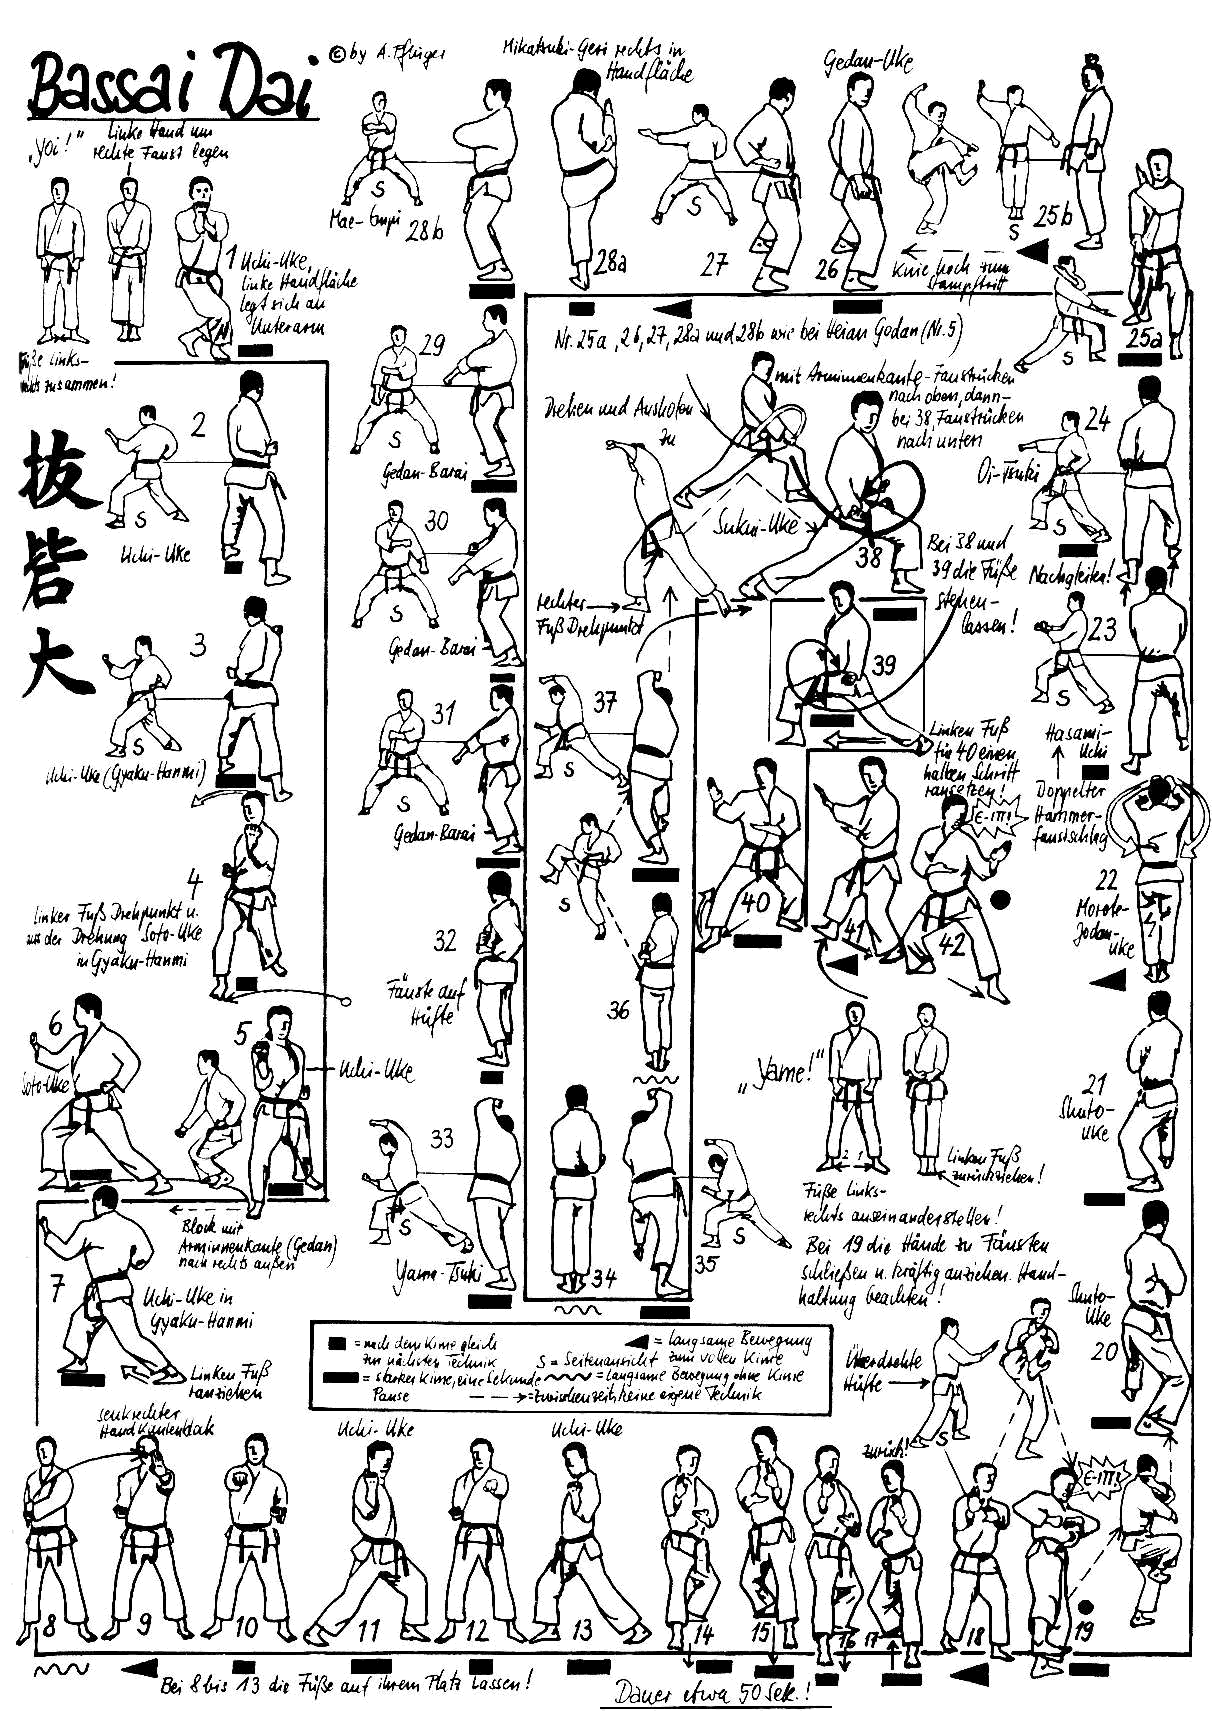 Bassai Dai
© by A. Pflüger
"Yoi!"
Linke Hand um
rechte Faust legen
Füße links-
rechts zusammen!
1
Uchi-Uke,
linke Handfläche
legt sich an
Unterarm
抜
砦
大
2
S
Uchi-Uke
3
S
Uchi-Uke (Gyaku-Hanmi)
4
Linker Fuß Drehpunkt u.
aus der Drehung Soto-Uke
in Gyaku-Hanmi
5
Uchi-Uke
6
Soto-Uke
Block mit
Arminnenkante (Gedan)
nach rechts außen
7
Uchi-Uke in
Gyaku-Hanmi
Linken Fuß
ranziehen
senkrechter
Handkantenblock
8
9
10
Uchi-Uke
11
12
Uchi-Uke
13
14
15
16
zurück!
17
18
19
E-ITT!
Bei 8 bis 13 die Füße auf ihrem Platz lassen!
Dauer etwa 50 Sek.!
Überdrehte
Hüfte
S
Shuto-
Uke
20
21
Shuto-
Uke
22
Morote-
Jodan-
Uke
Hasami-
Uchi
Doppelter
Hammer-
faustschlag
23
S
Nachgleiten!
24
Oi-Tsuki
S
25a
S
25b
S
Knie hoch zum
Stampftritt
Gedan-Uke
26
27
S
Mikatsuki-Geri rechts in
Handfläche
28a
28b
S
Mae-Empi
Nr. 25a, 26, 27, 28a und 28b wie bei Heian Godan (Nr. 5)
29
S
Gedan-Barai
30
S
Gedan-Barai
31
S
Gedan-Barai
32
Fäuste auf
Hüfte
33
S
Yama-Tsuki
34
35
S
36
S
37
S
rechter
Fuß Drehpunkt
Drehen und Ausholen
zu
Sukui-Uke
mit Arminnenkante-Faustrücken
nach oben, dann
bei 38 Faustrücken
nach unten
38
Bei 38 und
39 die Füße
stehen-
lassen!
39
Linken Fuß
für 40 einen
halben Schritt
ransetzen!
40
41
42
E-ITT!
"Yame!"
2 1
Linken Fuß
zurückziehen!
Füße links-
rechts auseinanderstellen!
Bei 19 die Hände zu Fäusten
schließen u. kräftig anziehen. Hand-
haltung beachten!
= nach dem Kime gleich
zur nächsten Technik
= starker Kime, eine Sekunde
Pause
= langsame Bewegung
zum vollen Kime
S = Seitenansicht
= langsame Bewegung ohne Kime
= zwischenzeitl. keine eigene Technik